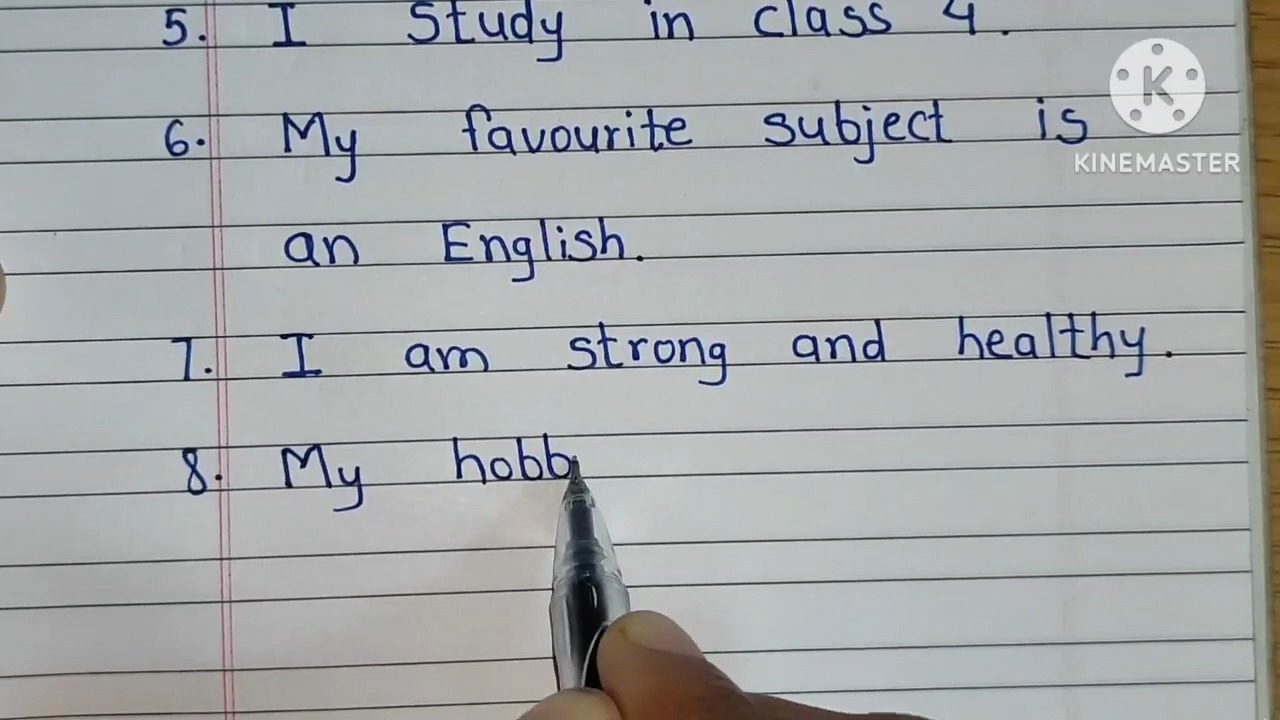 5. I Study in class 4.
6. My favourite subject is
an English.
7. I am strong and healthy.
8. My hobb
K
KINEMASTER